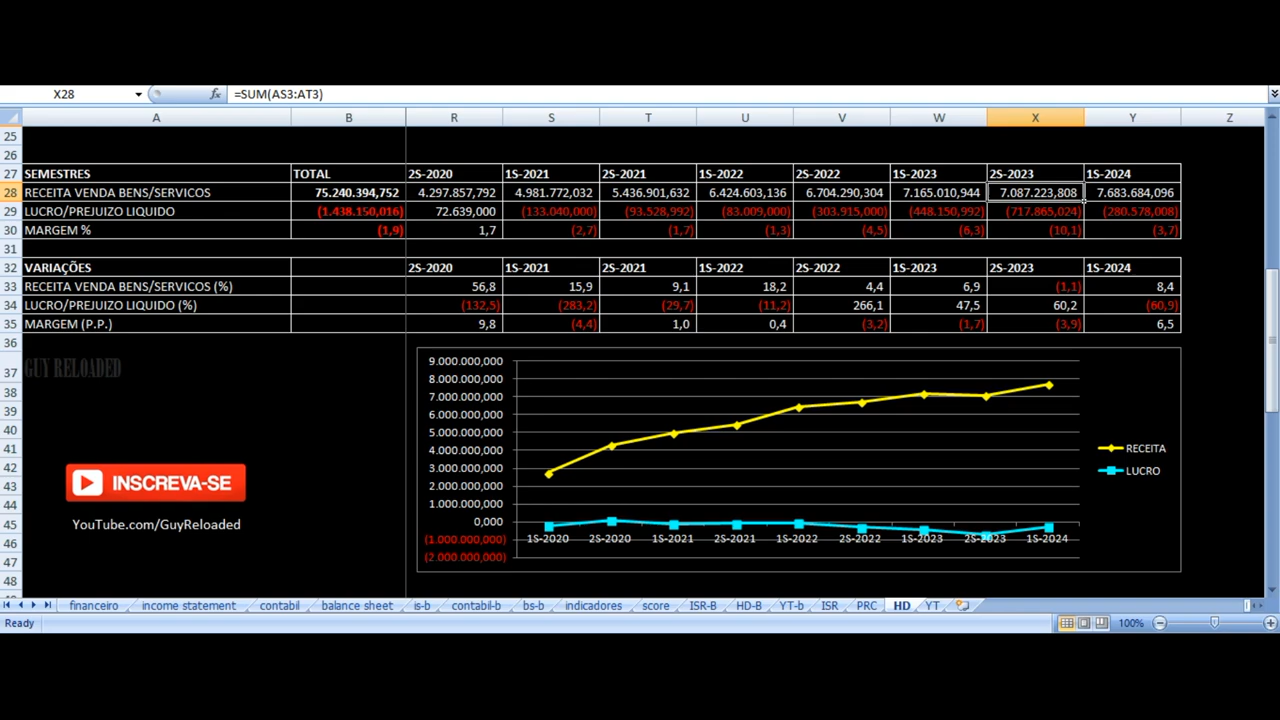 X28 fx =SUM(AS3:AT3)
A B R S T U V W X Y Z
25
26
27 SEMESTRES TOTAL 2S-2020 1S-2021 2S-2021 1S-2022 2S-2022 1S-2023 2S-2023 1S-2024
28 RECEITA VENDA BENS/SERVICOS 75.240.394,752 4.297.857,792 4.981.772,032 5.436.901,632 6.424.603,136 6.704.290,304 7.165.010,944 7.087.223,808 7.683.684,096
29 LUCRO/PREJUIZO LIQUIDO (1.438.150,016) 72.639,000 (133.040,000) (93.528,992) (83.009,000) (303.915,000) (448.150,992) (717.865,024) (280.578,008)
30 MARGEM % (1,9) 1,7 (2,7) (1,7) (1,3) (4,5) (6,3) (10,1) (3,7)
31
32 VARIAÇÕES 2S-2020 1S-2021 2S-2021 1S-2022 2S-2022 1S-2023 2S-2023 1S-2024
33 RECEITA VENDA BENS/SERVICOS (%) 56,8 15,9 9,1 18,2 4,4 6,9 (1,1) 8,4
34 LUCRO/PREJUIZO LIQUIDO (%) (132,5) (283,2) (29,7) (11,2) 266,1 47,5 60,2 (60,9)
35 MARGEM (P.P.) 9,8 (4,4) 1,0 0,4 (3,2) (1,7) (3,9) 6,5
36
37 GUY RELOADED
38
39
40
41
42
43
44
45
46
47
48
9.000.000,000
8.000.000,000
7.000.000,000
6.000.000,000
5.000.000,000
4.000.000,000
3.000.000,000
2.000.000,000
1.000.000,000
0,000
(1.000.000,000)
(2.000.000,000)
1S-2020 2S-2020 1S-2021 2S-2021 1S-2022 2S-2022 1S-2023 2S-2023 1S-2024
RECEITA
LUCRO
INSCREVA-SE
YouTube.com/GuyReloaded
financeiro income statement contabil balance sheet is-b contabil-b bs-b indicadores score ISR-B HD-B YT-b ISR PRC HD YT
Ready 100%